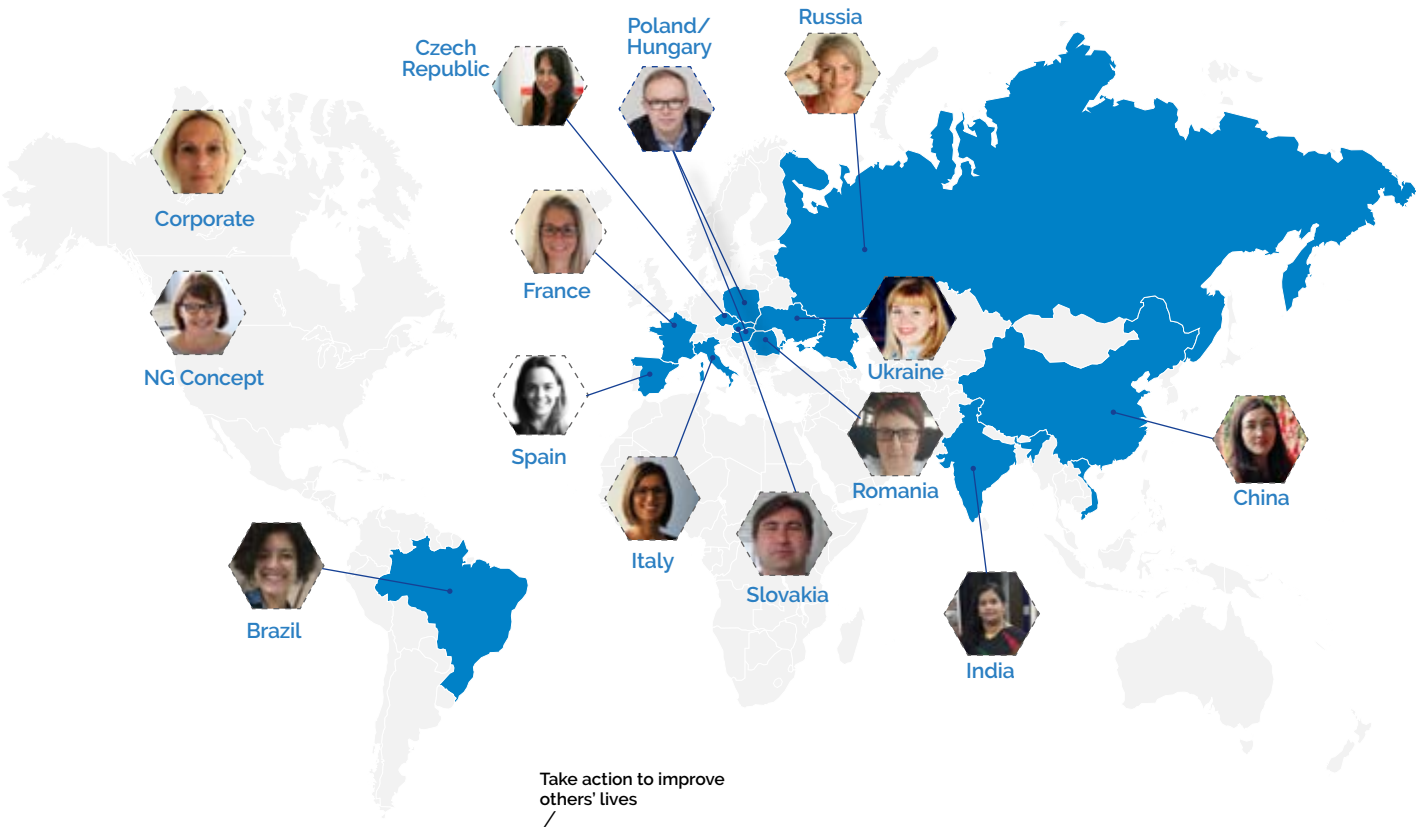 Russia
Poland/
Hungary
Czech
Republic
Corporate
France
NG Concept
Ukraine
Spain
Romania
China
Italy
Slovakia
Brazil
India
Take action to improve
others' lives
/